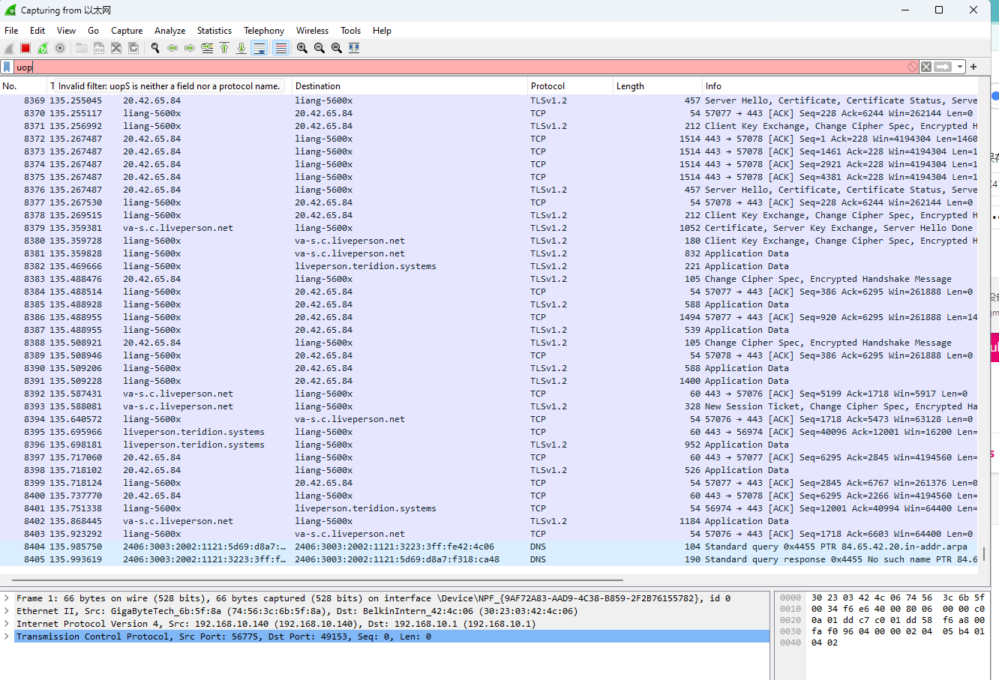 Capturing from 以太网
File Edit View Go Capture Analyze Statistics Telephony Wireless Tools Help
uop
No. T Invalid filter: uopS is neither a field nor a protocol name. Destination Protocol Length Info
8369 135.255045 20.42.65.84 liang-5600x TLSv1.2 457 Server Hello, Certificate, Certificate Status, Serve
8370 135.255117 liang-5600x 20.42.65.84 TCP 54 57077 → 443 [ACK] Seq=228 Ack=6244 Win=262144 Len=0
8371 135.256992 liang-5600x 20.42.65.84 TLSv1.2 212 Client Key Exchange, Change Cipher Spec, Encrypted H
8372 135.267487 20.42.65.84 liang-5600x TCP 1514 443 → 57078 [ACK] Seq=1 Ack=228 Win=4194304 Len=1460
8373 135.267487 20.42.65.84 liang-5600x TCP 1514 443 → 57078 [ACK] Seq=1461 Ack=228 Win=4194304 Len=1
8374 135.267487 20.42.65.84 liang-5600x TCP 1514 443 → 57078 [ACK] Seq=2921 Ack=228 Win=4194304 Len=1
8375 135.267487 20.42.65.84 liang-5600x TCP 1514 443 → 57078 [ACK] Seq=4381 Ack=228 Win=4194304 Len=1
8376 135.267487 20.42.65.84 liang-5600x TLSv1.2 457 Server Hello, Certificate, Certificate Status, Serve
8377 135.267530 liang-5600x 20.42.65.84 TCP 54 57078 → 443 [ACK] Seq=228 Ack=6244 Win=262144 Len=0
8378 135.269515 liang-5600x 20.42.65.84 TLSv1.2 212 Client Key Exchange, Change Cipher Spec, Encrypted H
8379 135.359381 va-s.c.liveperson.net liang-5600x TLSv1.2 1052 Certificate, Server Key Exchange, Server Hello Done
8380 135.359728 liang-5600x va-s.c.liveperson.net TLSv1.2 180 Client Key Exchange, Change Cipher Spec, Encrypted H
8381 135.359828 liang-5600x va-s.c.liveperson.net TLSv1.2 832 Application Data
8382 135.469666 liang-5600x liveperson.teridion.systems TLSv1.2 221 Application Data
8383 135.488476 20.42.65.84 liang-5600x TLSv1.2 105 Change Cipher Spec, Encrypted Handshake Message
8384 135.488514 liang-5600x 20.42.65.84 TCP 54 57077 → 443 [ACK] Seq=386 Ack=6295 Win=261888 Len=0
8385 135.488928 liang-5600x 20.42.65.84 TLSv1.2 588 Application Data
8386 135.488955 liang-5600x 20.42.65.84 TCP 1494 57077 → 443 [ACK] Seq=920 Ack=6295 Win=261888 Len=14
8387 135.488955 liang-5600x 20.42.65.84 TLSv1.2 539 Application Data
8388 135.508921 20.42.65.84 liang-5600x TLSv1.2 105 Change Cipher Spec, Encrypted Handshake Message
8389 135.508946 liang-5600x 20.42.65.84 TCP 54 57078 → 443 [ACK] Seq=386 Ack=6295 Win=261888 Len=0
8390 135.509206 liang-5600x 20.42.65.84 TLSv1.2 588 Application Data
8391 135.509228 liang-5600x 20.42.65.84 TLSv1.2 1400 Application Data
8392 135.587431 va-s.c.liveperson.net liang-5600x TCP 60 443 → 57076 [ACK] Seq=5199 Ack=1718 Win=5917 Len=0
8393 135.588081 va-s.c.liveperson.net liang-5600x TLSv1.2 328 New Session Ticket, Change Cipher Spec, Encrypted Ha
8394 135.640572 liang-5600x va-s.c.liveperson.net TCP 54 57076 → 443 [ACK] Seq=1718 Ack=5473 Win=63128 Len=0
8395 135.695966 liveperson.teridion.systems liang-5600x TCP 60 443 → 56974 [ACK] Seq=40096 Ack=12001 Win=16200 Len=
8396 135.698181 liveperson.teridion.systems liang-5600x TLSv1.2 952 Application Data
8397 135.717060 20.42.65.84 liang-5600x TCP 60 443 → 57077 [ACK] Seq=6295 Ack=2845 Win=4194560 Len=
8398 135.718102 20.42.65.84 liang-5600x TLSv1.2 526 Application Data
8399 135.718124 liang-5600x 20.42.65.84 TCP 54 57077 → 443 [ACK] Seq=2845 Ack=6767 Win=261376 Len=0
8400 135.737770 20.42.65.84 liang-5600x TCP 60 443 → 57078 [ACK] Seq=6295 Ack=2266 Win=4194560 Len=
8401 135.751338 liang-5600x liveperson.teridion.systems TCP 54 56974 → 443 [ACK] Seq=12001 Ack=40994 Win=64400 Len=
8402 135.868445 va-s.c.liveperson.net liang-5600x TLSv1.2 1184 Application Data
8403 135.923292 liang-5600x va-s.c.liveperson.net TCP 54 57076 → 443 [ACK] Seq=1718 Ack=6603 Win=64400 Len=0
8404 135.985750 2406:3003:2002:1121:5d69:d8a7:… 2406:3003:2002:1121:3223:3ff:fe42:4c06 DNS 104 Standard query 0x4455 PTR 84.65.42.20.in-addr.arpa
8405 135.993619 2406:3003:2002:1121:3223:3ff:f… 2406:3003:2002:1121:5d69:d8a7:f318:ca48 DNS 190 Standard query response 0x4455 No such name PTR 84.6
Frame 1: 66 bytes on wire (528 bits), 66 bytes captured (528 bits) on interface \Device\NPF_{9AF72A83-AAD9-4C38-B859-2F2B76155782}, id 0
Ethernet II, Src: GigaByteTech_6b:5f:8a (74:56:3c:6b:5f:8a), Dst: BelkinIntern_42:4c:06 (30:23:03:42:4c:06)
Internet Protocol Version 4, Src: 192.168.10.140 (192.168.10.140), Dst: 192.168.10.1 (192.168.10.1)
Transmission Control Protocol, Src Port: 56775, Dst Port: 49153, Seq: 0, Len: 0
0000 30 23 03 42 4c 06 74 56 3c 6b 5f
0010 00 34 f6 e6 40 00 80 06 00 00 c0
0020 0a 01 dd c7 c0 01 dd 58 f6 a8 00
0030 fa f0 96 04 00 00 02 04 05 b4 01
0040 04 02